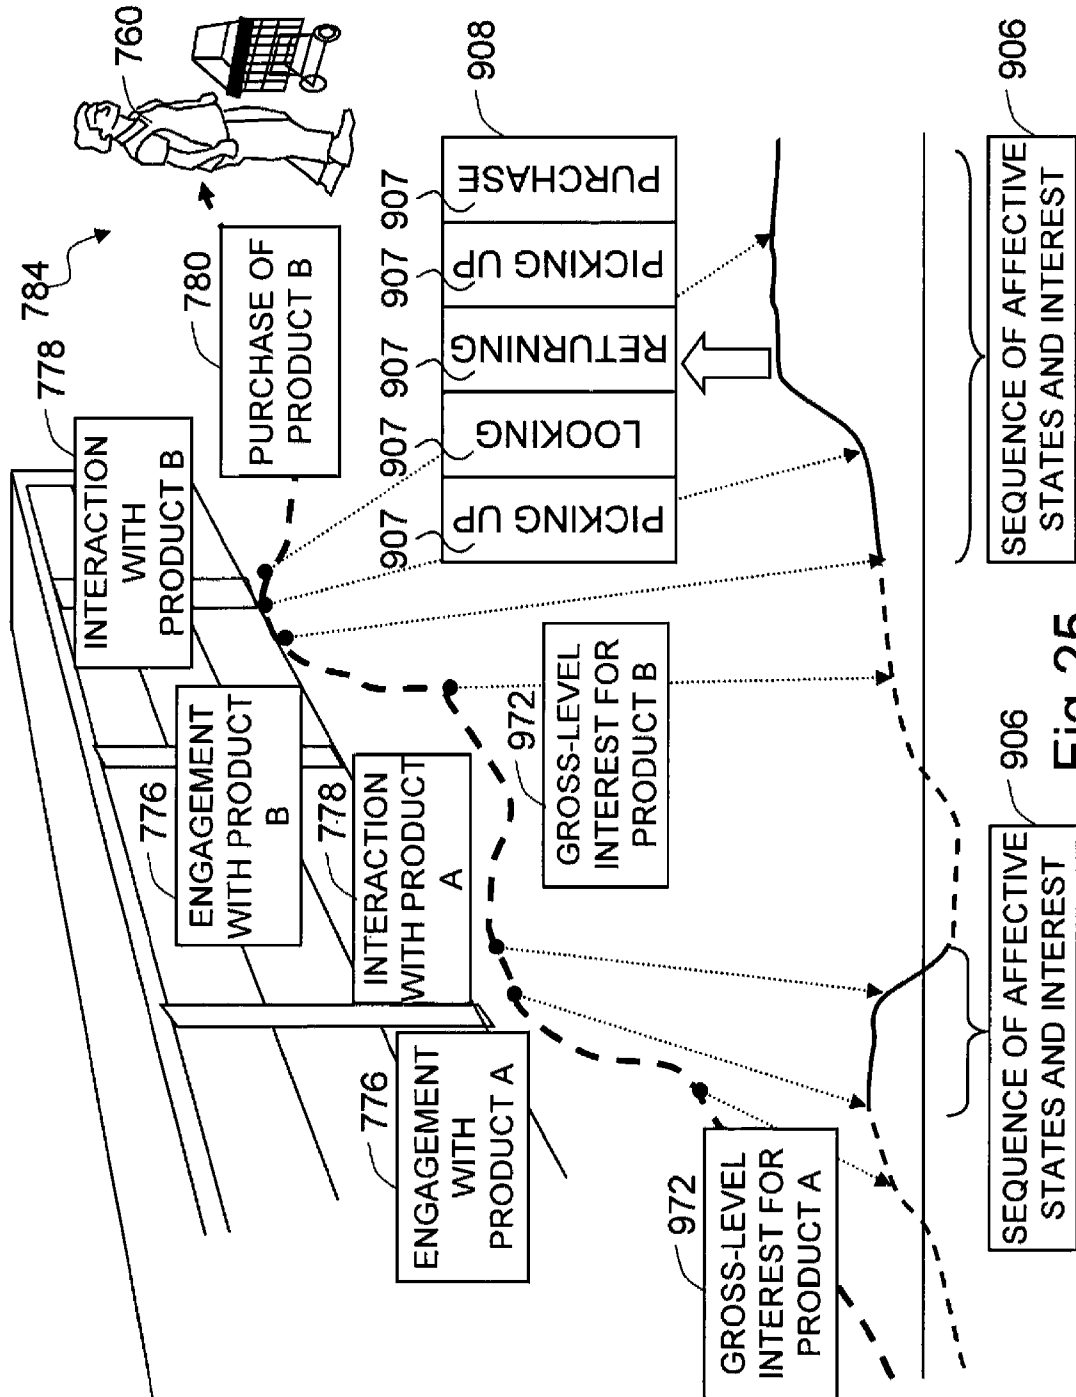 784
760
778
INTERACTION
WITH
PRODUCT B
780
PURCHASE OF
PRODUCT B
776
ENGAGEMENT
WITH PRODUCT
B
778
INTERACTION
WITH PRODUCT
A
776
ENGAGEMENT
WITH
PRODUCT A
908
907
907
907
907
907
PICKING UP
LOOKING
RETURNING
PICKING UP
PURCHASE
972
GROSS-LEVEL
INTEREST FOR
PRODUCT B
972
GROSS-LEVEL
INTEREST FOR
PRODUCT A
906
SEQUENCE OF AFFECTIVE
STATES AND INTEREST
906
SEQUENCE OF AFFECTIVE
STATES AND INTEREST
Fig. 25